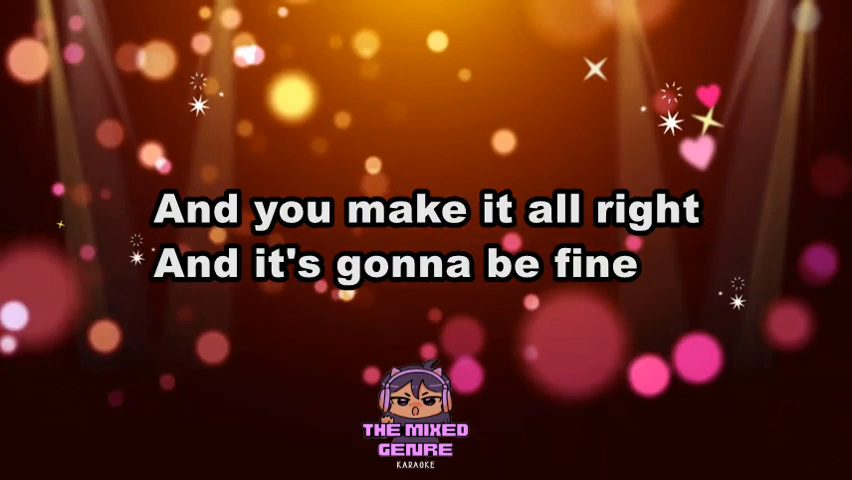 And you make it all right
And it's gonna be fine
THE MIXED
GENRE
KARAOKE